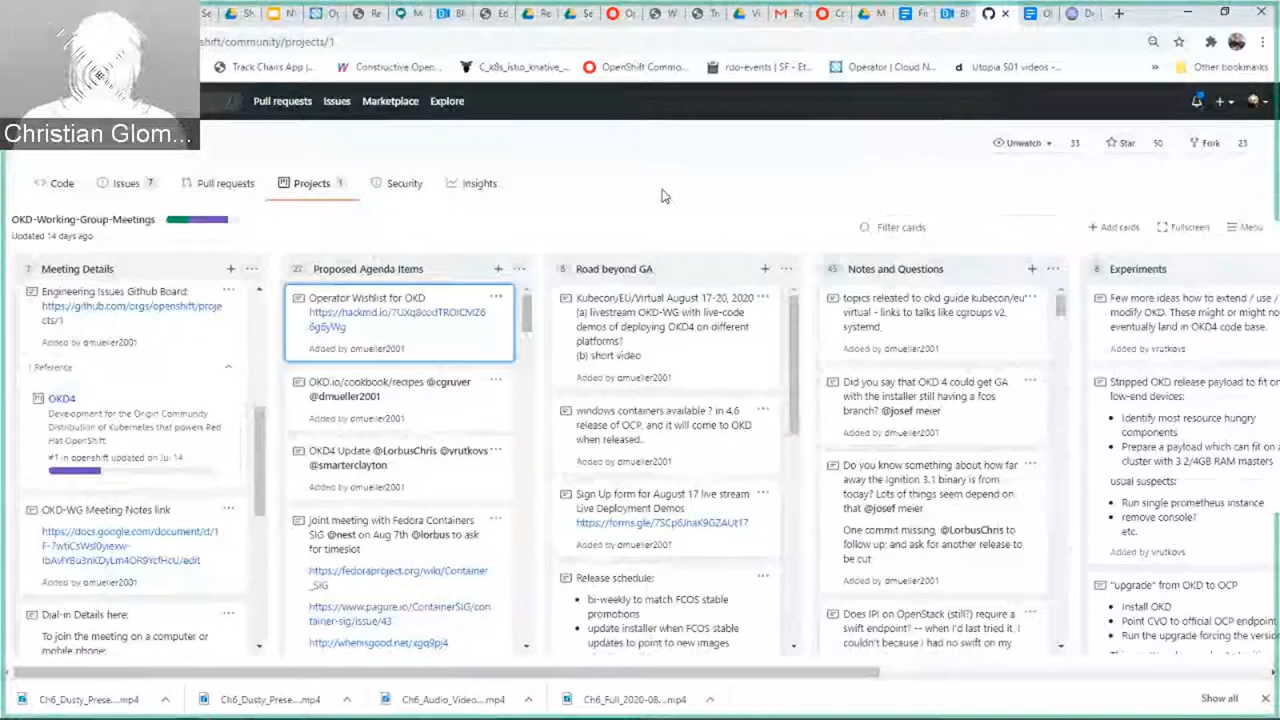 Christian Glom...
shift/community/projects/1
Track Chairs App |...
Constructive Open...
C_k8s_istio_knative_...
OpenShift Commo...
rdo-events | SF - Et...
Operator | Cloud N...
Utopia 501 videos -...
Other bookmarks
Pull requests
Issues
Marketplace
Explore
Unwatch
33
Star
50
Fork
23
Code
Issues 7
Pull requests
Projects 1
Security
Insights
OKD-Working-Group-Meetings
Updated 14 days ago
Filter cards
Add cards
Fullscreen
Menu
7 Meeting Details
Engineering Issues Github Board:
https://github.com/orgs/openshift/proje
cts/1
Added by dmueller2001
1 Reference
OKD4
Development for the Origin Community
Distribution of Kubernetes that powers Red
Hat OpenShift.
#1 in openshift updated on Jul 14
OKD-WG Meeting Notes link
https://docs.google.com/document/d/1
Added by dmueller2001
Dial-in Details here:
To join the meeting on a computer or
mobile phone:
27 Proposed Agenda Items
Operator Wishlist for OKD
Added by dmueller2001
OKD.io/cookbook/recipes @cgruver
@dmueller2001
Added by dmueller2001
OKD4 Update @LorbusChris @vrutkovs
@smarterclayton
Added by dmueller2001
joint meeting with Fedora Containers
SIG @nest on Aug 7th @lorbus to ask
for timeslot
https://fedoraproject.org/wiki/Container
_SIG
https://www.pagure.io/ContainerSIG/con
tainer-sig/issue/43
http://whenisgood.net/xgq9pj4
Road beyond GA
Kubecon/EU/Virtual August 17-20, 2020
(a) livestream OKD-WG with live-code
demos of deploying OKD4 on different
platforms?
(b) short video
Added by dmueller2001
windows containers available ? in 4.6
release of OCP, and it will come to OKD
when released..
Added by dmueller2001
Sign Up form for August 17 live stream
Live Deployment Demos
Added by dmueller2001
Release schedule:
• bi-weekly to match FCOS stable
promotions
• update installer when FCOS stable
updates to point to new images
45 Notes and Questions
topics releated to okd guide kubecon/eu
virtual - links to talks like cgroups v2,
systemd,
Added by dmueller2001
Did you say that OKD 4 could get GA
with the installer still having a fcos
branch? @josef meier
Added by dmueller2001
Do you know something about how far
away the Ignition 3.1 binary is from
today? Lots of things seem depend on
that @josef meier
One commit missing, @LorbusChris to
follow up; and ask for another release to
be cut
Added by dmueller2001
Does IPI on OpenStack (still?) require a
swift endpoint? -- when I'd last tried it, I
couldn't because I had no swift on my
8 Experiments
Few more ideas how to extend / use /
modify OKD. These might or might no
eventually land in OKD4 code base.
Added by vrutkovs
Stripped OKD release payload to fit on
low-end devices:
• Identify most resource hungry
components
• Prepare a payload which can fit on a
cluster with 3 2/4GB RAM masters
usual suspects:
• Run single prometheus instance
• remove console?
etc.
Added by vrutkovs
"upgrade" from OKD to OCP
• Install OKD
• Point CVO to official OCP endpoint
• Run the upgrade forcing the versio
Ch6_Dusty_Prese....mp4
Ch6_Dusty_Prese....mp4
Ch6_Audio_Video....mp4
Ch6_Full_2020-08....mp4
Show all